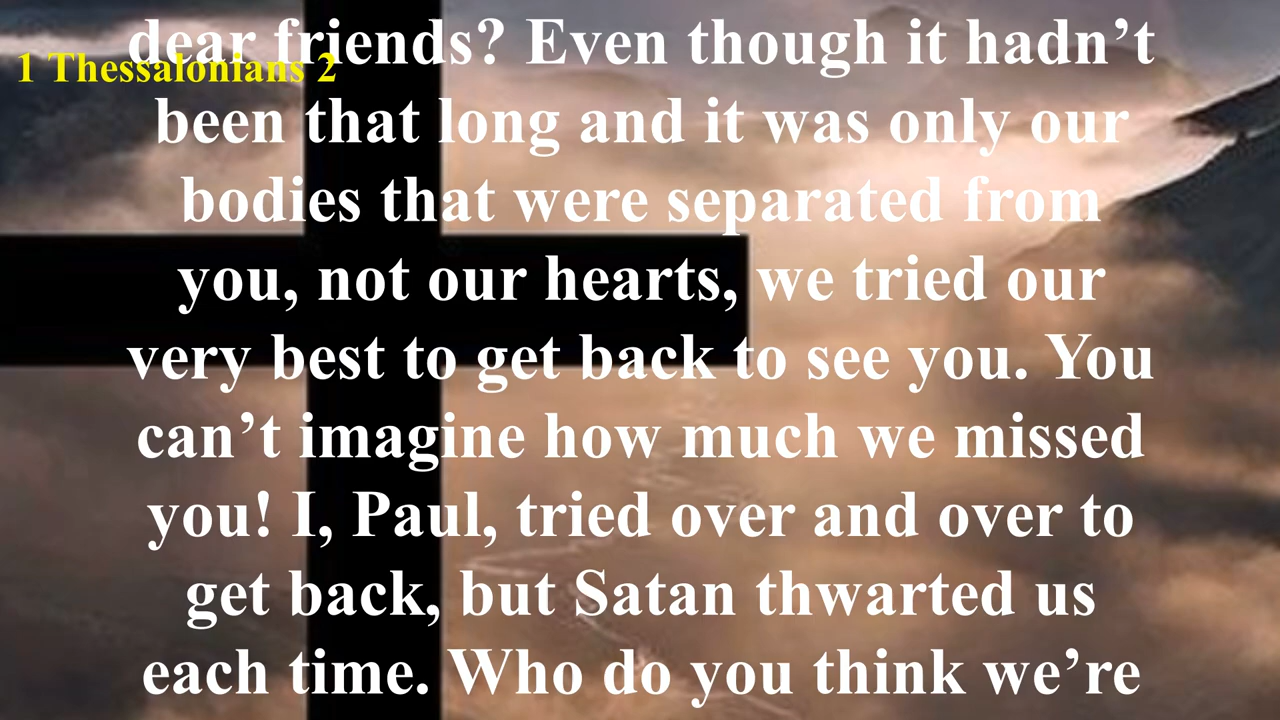 1 Thessalonians 2
dear friends? Even though it hadn’t
been that long and it was only our
bodies that were separated from
you, not our hearts, we tried our
very best to get back to see you. You
can’t imagine how much we missed
you! I, Paul, tried over and over to
get back, but Satan thwarted us
each time. Who do you think we’re